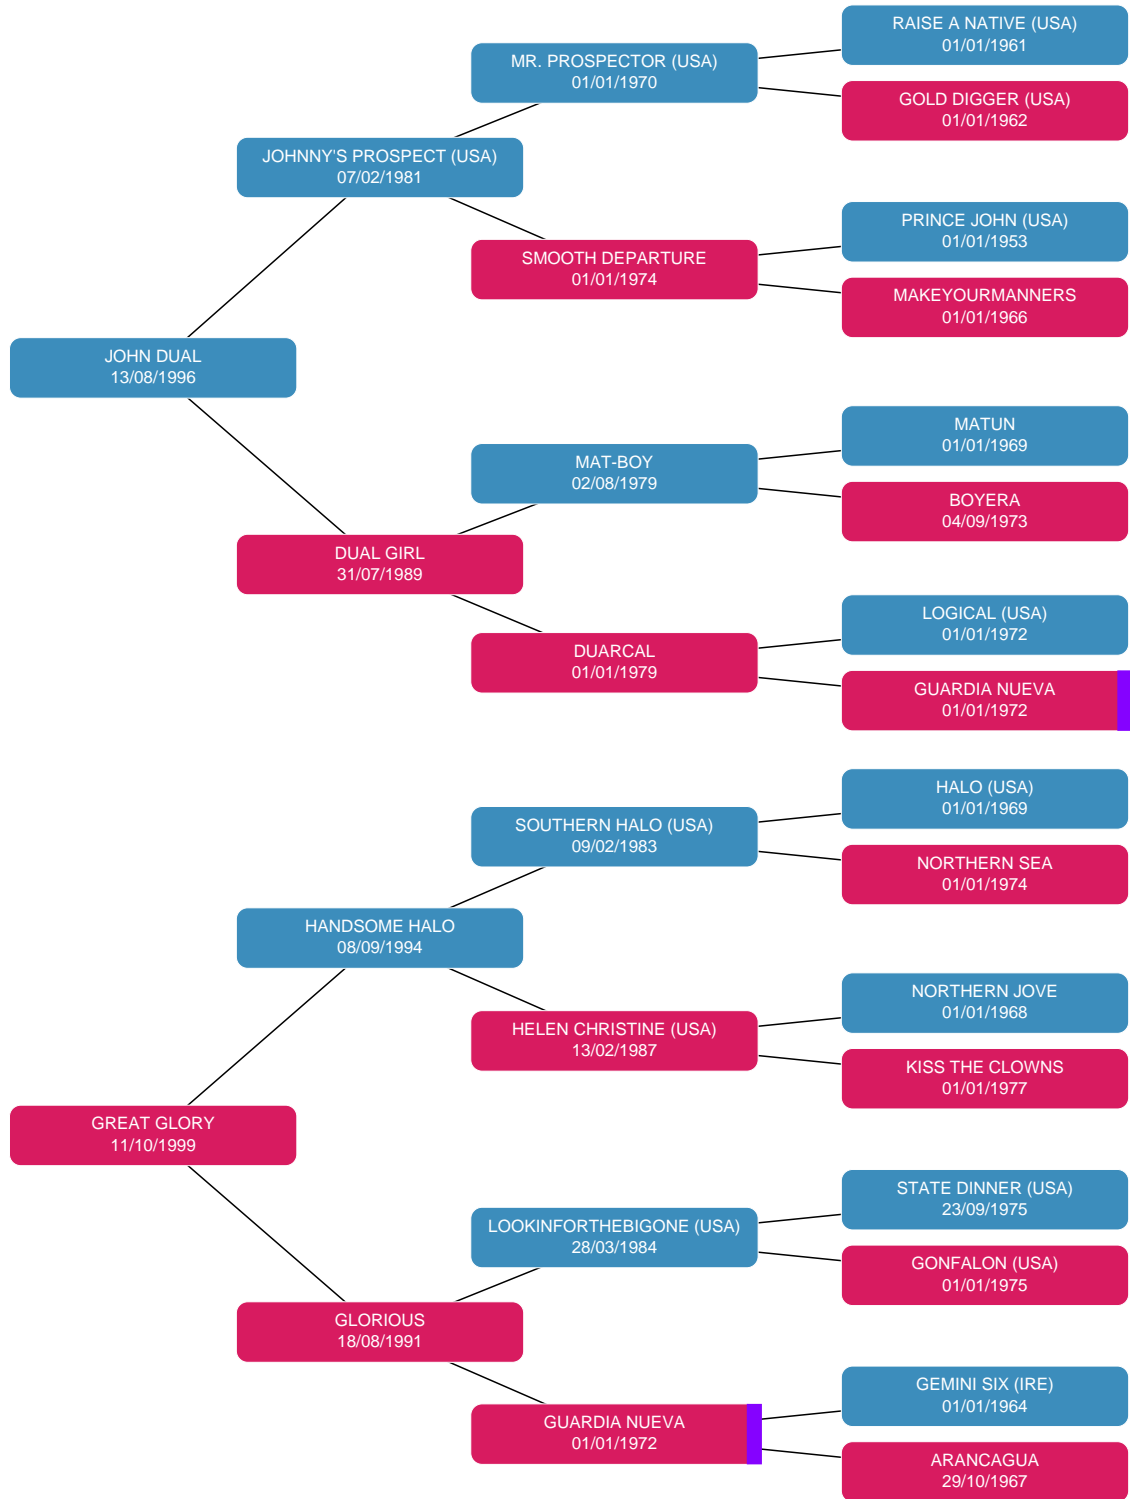 RAISE A NATIVE (USA)
01/01/1961
MR. PROSPECTOR (USA)
01/01/1970
GOLD DIGGER (USA)
01/01/1962
JOHNNY'S PROSPECT (USA)
07/02/1981
PRINCE JOHN (USA)
01/01/1953
SMOOTH DEPARTURE
01/01/1974
MAKEYOURMANNERS
01/01/1966
JOHN DUAL
13/08/1996
MATUN
01/01/1969
MAT-BOY
02/08/1979
BOYERA
04/09/1973
DUAL GIRL
31/07/1989
LOGICAL (USA)
01/01/1972
DUARCAL
01/01/1979
GUARDIA NUEVA
01/01/1972
HALO (USA)
01/01/1969
SOUTHERN HALO (USA)
09/02/1983
NORTHERN SEA
01/01/1974
HANDSOME HALO
08/09/1994
NORTHERN JOVE
01/01/1968
HELEN CHRISTINE (USA)
13/02/1987
KISS THE CLOWNS
01/01/1977
GREAT GLORY
11/10/1999
STATE DINNER (USA)
23/09/1975
LOOKINFORTHEBIGONE (USA)
28/03/1984
GONFALON (USA)
01/01/1975
GLORIOUS
18/08/1991
GEMINI SIX (IRE)
01/01/1964
GUARDIA NUEVA
01/01/1972
ARANCAGUA
29/10/1967